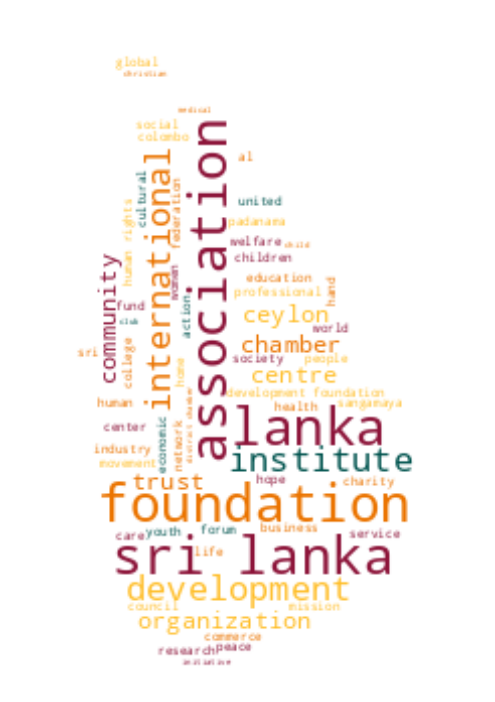 global
christian
medical
social
colombo
association
al
international
cultural
federation
human rights
united
padanama
welfare
child
children
community
women
education
hand
professional
action
fund
ceylon
club
world
chamber
sri
college
society
people
home
centre
development foundation
district chamber
human
health
sangamaya
lanka
center
economic
network
industry
institute
movement
trust
hope
charity
foundation
care
youth
forum
business
service
sri lanka
life
development
council
mission
organization
commerce
research
peace
initiative